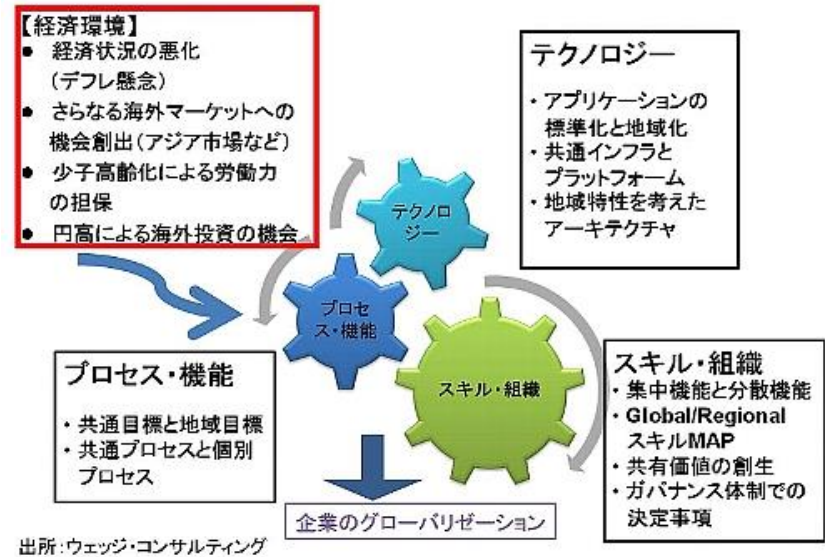 【経済環境】
● 経済状況の悪化
(デフレ懸念)
● さらなる海外マーケットへの
機会創出(アジア市場など)
● 少子高齢化による労働力
の担保
● 円高による海外投資の機会
テクノロジー
・アプリケーションの
標準化と地域化
・共通インフラと
プラットフォーム
・地域特性を考えた
アーキテクチャ
テクノロ
ジー
プロセ
ス・機能
スキル・組織
プロセス・機能
・共通目標と地域目標
・共通プロセスと個別
プロセス
スキル・組織
・集中機能と分散機能
・Global/Regional
スキルMAP
・共有価値の創生
・ガバナンス体制での
決定事項
企業のグローバリゼーション
出所:ウェッジ・コンサルティング